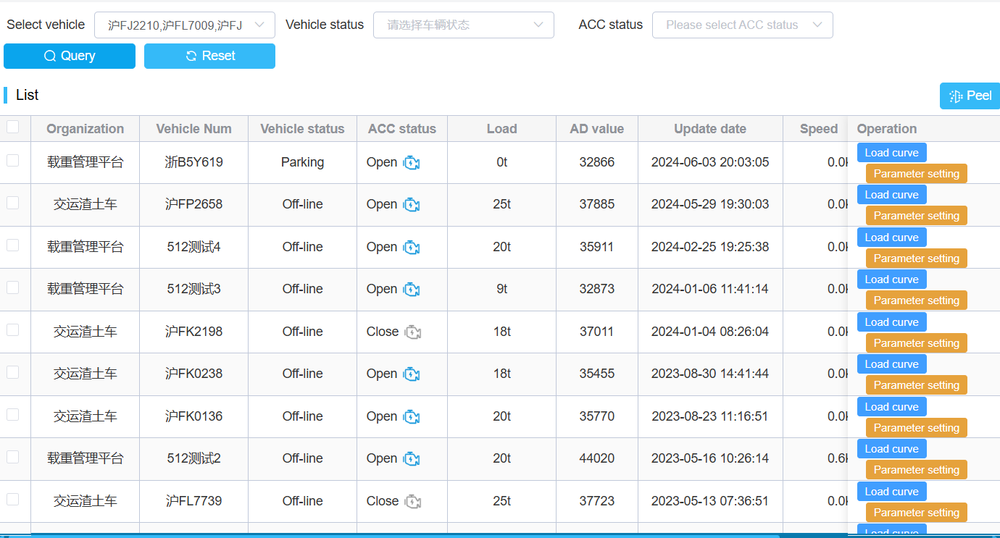 Select vehicle 沪FJ2210,沪FL7009,沪FJ Vehicle status 请选择车辆状态 ACC status Please select ACC status
Query Reset
List Peel
Organization Vehicle Num Vehicle status ACC status Load AD value Update date Speed Operation
载重管理平台 浙B5Y619 Parking Open 0t 32866 2024-06-03 20:03:05 0.0 Load curve
Parameter setting
交运渣土车 沪FP2658 Off-line Open 25t 37885 2024-05-29 19:30:03 0.0 Load curve
Parameter setting
载重管理平台 512测试4 Off-line Open 20t 35911 2024-02-25 19:25:38 0.0 Load curve
Parameter setting
载重管理平台 512测试3 Off-line Open 9t 32873 2024-01-06 11:41:14 0.0 Load curve
Parameter setting
交运渣土车 沪FK2198 Off-line Close 18t 37011 2024-01-04 08:26:04 0.0 Load curve
Parameter setting
交运渣土车 沪FK0238 Off-line Open 18t 35455 2023-08-30 14:41:44 0.0 Load curve
Parameter setting
交运渣土车 沪FK0136 Off-line Open 20t 35770 2023-08-23 11:16:51 0.0 Load curve
Parameter setting
载重管理平台 512测试2 Off-line Open 20t 44020 2023-05-16 10:26:14 0.6 Load curve
Parameter setting
交运渣土车 沪FL7739 Off-line Close 25t 37723 2023-05-13 07:36:51 0.0 Load curve
Parameter setting
Load curve